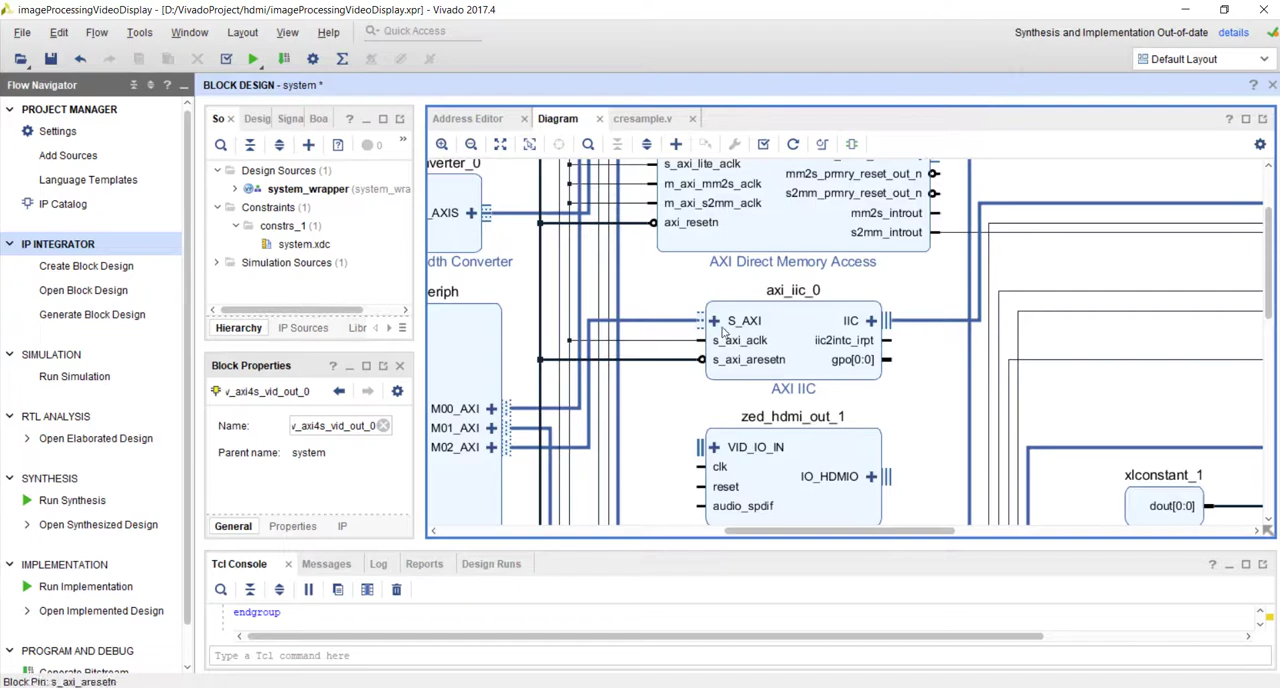 imageProcessingVideoDisplay - [D:/VivadoProject/hdmi/imageProcessingVideoDisplay.xpr] - Vivado 2017.4
File Edit Flow Tools Window Layout View Help Quick Access
Synthesis and Implementation Out-of-date details
Default Layout
Flow Navigator
PROJECT MANAGER
Settings
Add Sources
Language Templates
IP Catalog
IP INTEGRATOR
Create Block Design
Open Block Design
Generate Block Design
SIMULATION
Run Simulation
RTL ANALYSIS
Open Elaborated Design
SYNTHESIS
Run Synthesis
Open Synthesized Design
IMPLEMENTATION
Run Implementation
Open Implemented Design
PROGRAM AND DEBUG
Generate Bitstream
Block Pin: s_axi_aresetn
BLOCK DESIGN - system *
So Desig Signa Boa
0
Design Sources (1)
system_wrapper (system_wra
Constraints (1)
constrs_1 (1)
system.xdc
Simulation Sources (1)
Hierarchy IP Sources Libr
Block Properties
v_axi4s_vid_out_0
Name: v_axi4s_vid_out_0
Parent name: system
General Properties IP
Address Editor Diagram cresample.v
verter_0
_AXIS
dth Converter
eriph
M00_AXI
M01_AXI
M02_AXI
s_axi_lite_aclk
m_axi_mm2s_aclk
m_axi_s2mm_aclk
axi_resetn
mm2s_prmry_reset_out_n
s2mm_prmry_reset_out_n
mm2s_introut
s2mm_introut
AXI Direct Memory Access
axi_iic_0
S_AXI
s_axi_aclk
s_axi_aresetn
IIC
iic2intc_irpt
gpo[0:0]
AXI IIC
zed_hdmi_out_1
VID_IO_IN
clk
reset
audio_spdif
IO_HDMIO
xlconstant_1
dout[0:0]
Tcl Console Messages Log Reports Design Runs
endgroup
Type a Tcl command here